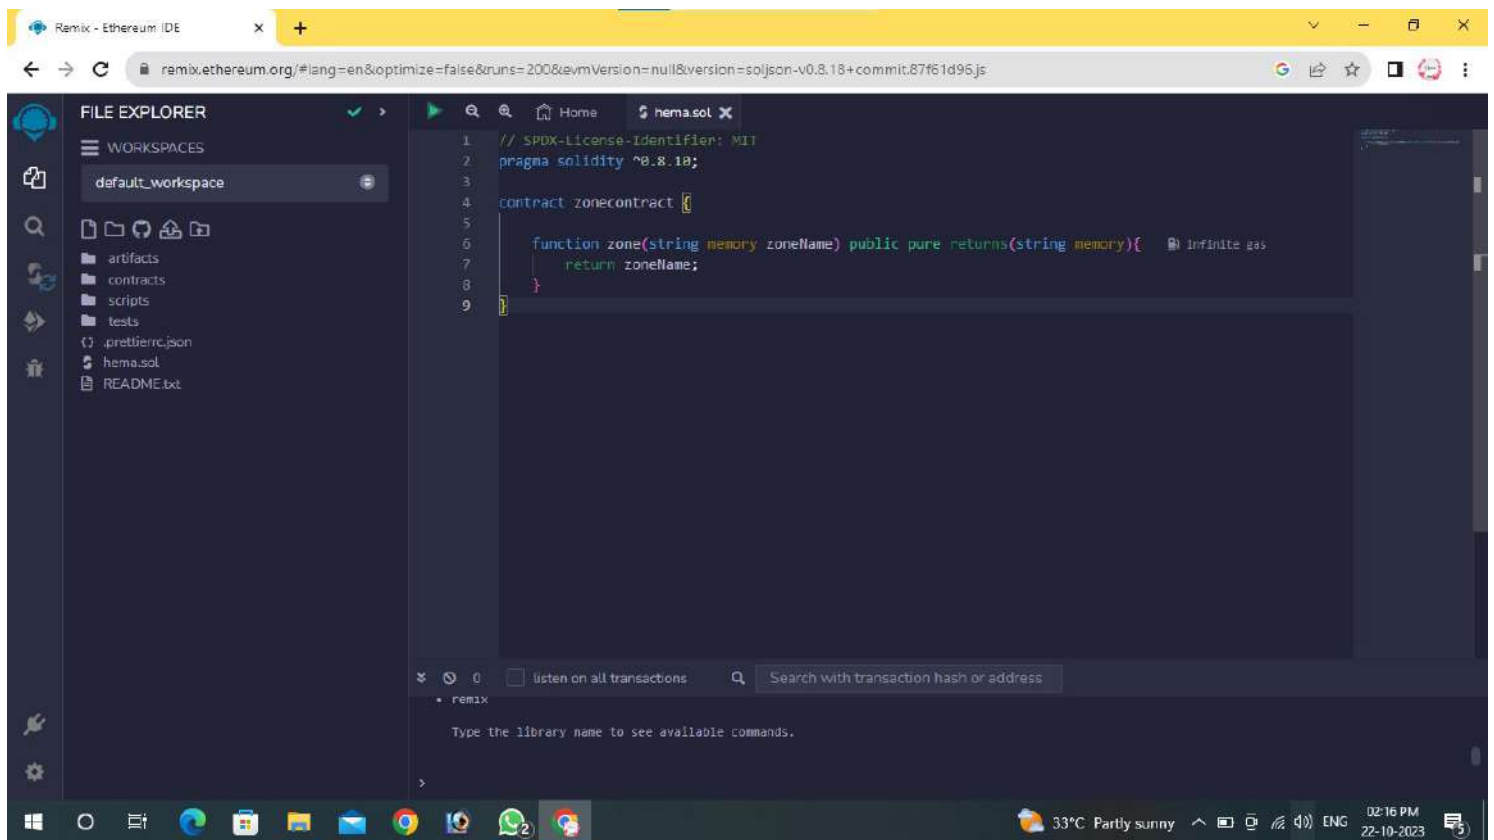 Remix - Ethereum IDE
remix.ethereum.org/#lang=en&optimize=false&runs=200&evmVersion=null&version=soljson-v0.8.18+commit.87f61d96.js
FILE EXPLORER
WORKSPACES
default_workspace
artifacts
contracts
scripts
tests
.prettierrc.json
hema.sol
README.txt
Home
hema.sol
1 // SPDX-License-Identifier: MIT
2 pragma solidity ^0.8.10;
3
4 contract zonecontract {
5
6 function zone(string memory zoneName) public pure returns(string memory){ infinite gas
7 return zoneName;
8 }
9 }
0 listen on all transactions Search with transaction hash or address
• remix
Type the library name to see available commands.
>
2
33°C Partly sunny ENG 02:16 PM
22-10-2023
5